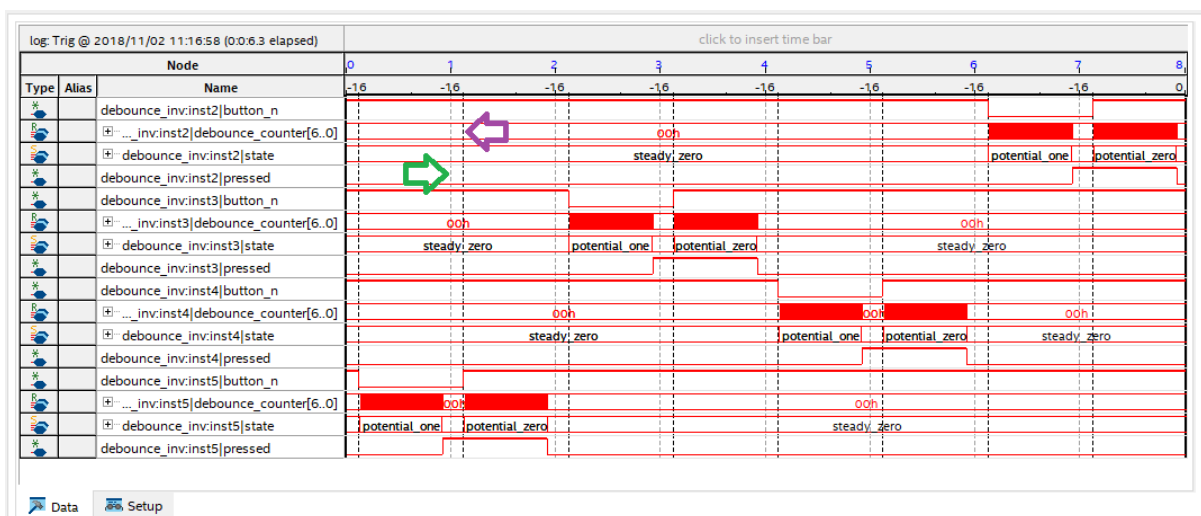 log: Trig @ 2018/11/02 11:16:58 (0:0:6.3 elapsed) click to insert time bar
Node 0 1 2 3 4 5 6 7 8
Type Alias Name -16 -16 -16 -16 -16 -16 -16 -16 0
debounce_inv:inst2|button_n
..._inv:inst2|debounce_counter[6..0] 00h
debounce_inv:inst2|state steady_zero potential_one potential_zero
debounce_inv:inst2|pressed
debounce_inv:inst3|button_n
..._inv:inst3|debounce_counter[6..0] 00h 00h
debounce_inv:inst3|state steady_zero potential_one potential_zero steady_zero
debounce_inv:inst3|pressed
debounce_inv:inst4|button_n
..._inv:inst4|debounce_counter[6..0] 00h 00h 00h
debounce_inv:inst4|state steady_zero potential_one potential_zero steady_zero
debounce_inv:inst4|pressed
debounce_inv:inst5|button_n
..._inv:inst5|debounce_counter[6..0] 00h 00h
debounce_inv:inst5|state potential_one potential_zero steady_zero
debounce_inv:inst5|pressed
Data Setup